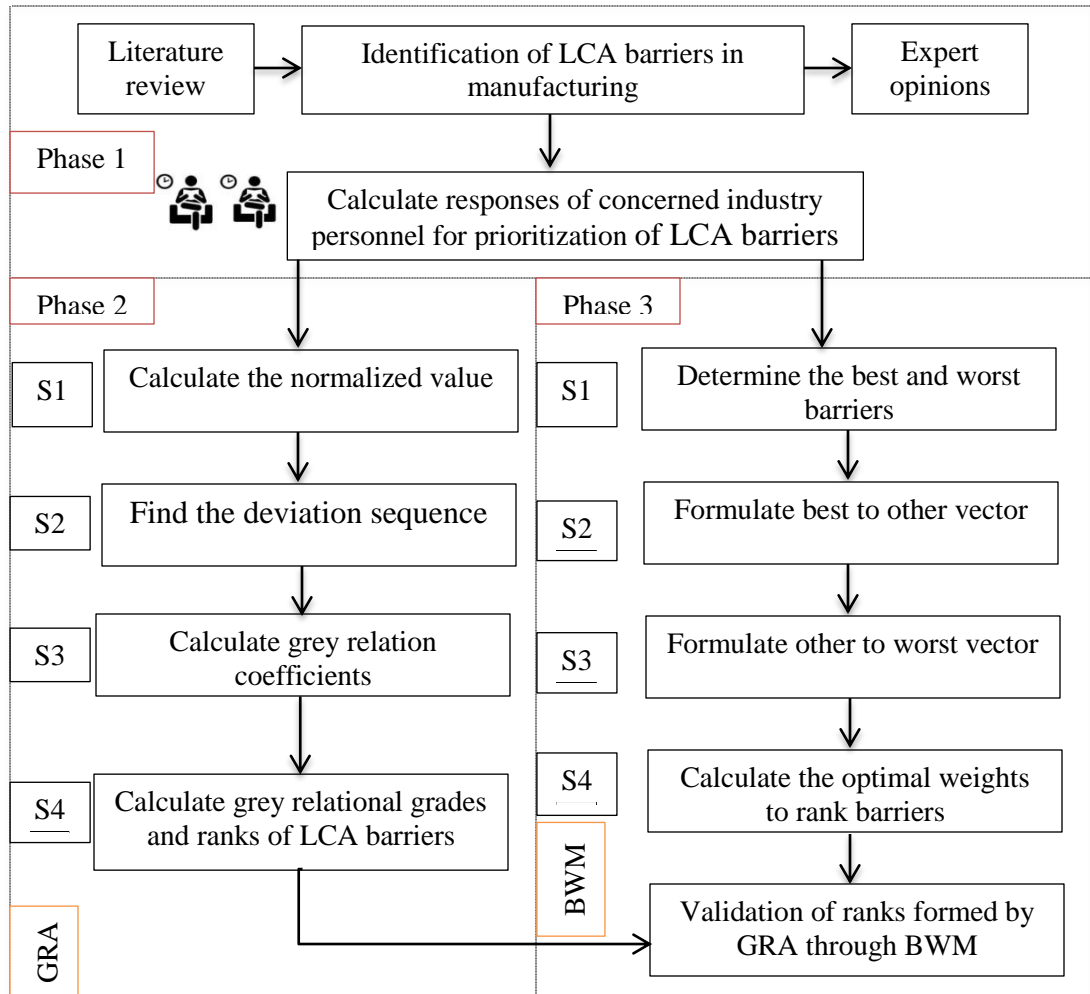 Literature
review
Identification of LCA barriers in
manufacturing
Expert
opinions
Phase 1
Calculate responses of concerned industry
personnel for prioritization of LCA barriers
Phase 2
S1
Calculate the normalized value
S2
Find the deviation sequence
S3
Calculate grey relation
coefficients
S4
Calculate grey relational grades
and ranks of LCA barriers
GRA
Phase 3
S1
Determine the best and worst
barriers
S2
Formulate best to other vector
S3
Formulate other to worst vector
S4
Calculate the optimal weights
to rank barriers
BWM
Validation of ranks formed by
GRA through BWM